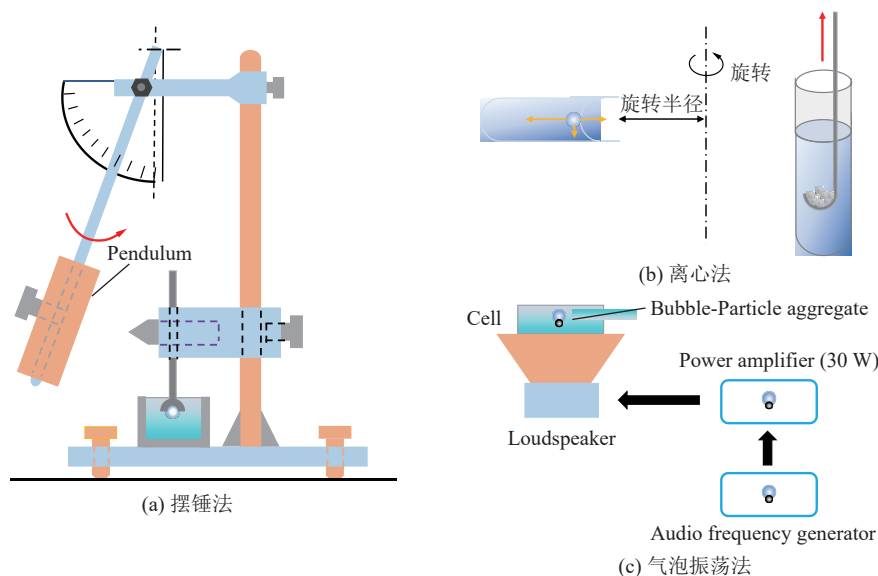 Pendulum
(a) 摆锤法
旋转
旋转半径
(b) 离心法
Cell
Bubble-Particle aggregate
Power amplifier (30 W)
Loudspeaker
Audio frequency generator
(c) 气泡振荡法